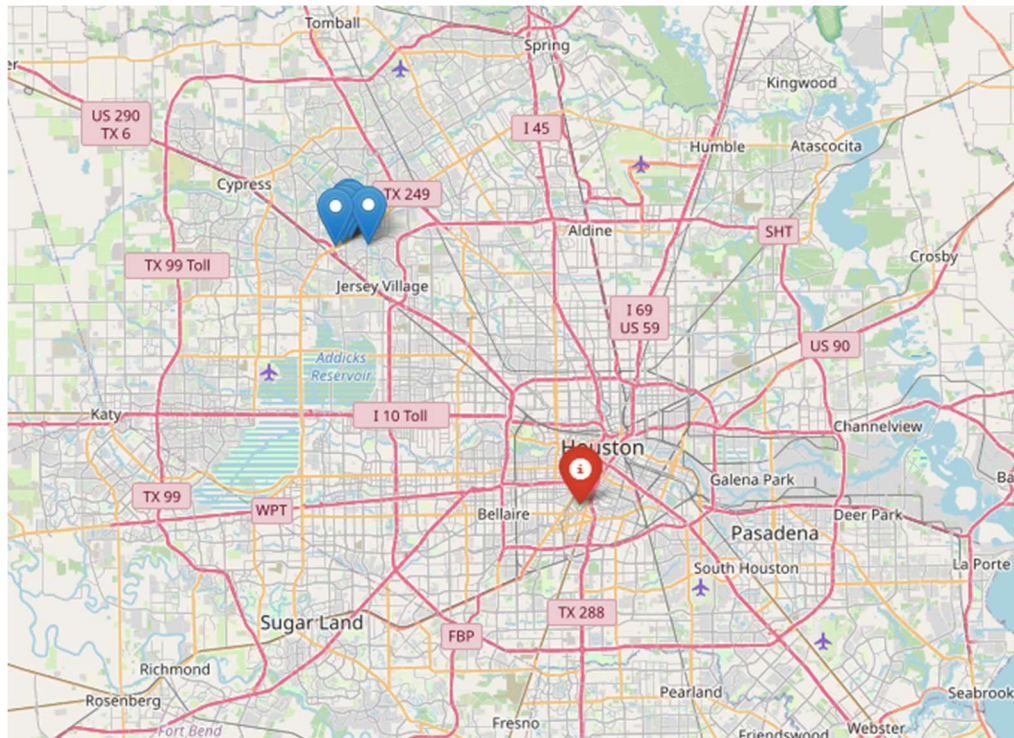 Tomball
Spring
Kingwood
US 290
TX 6
I 45
Humble
Atascocita
Cypress
TX 249
Aldine
SHT
TX 99 Toll
Crosby
Jersey Village
I 69
US 59
US 90
Addicks
Reservoir
Katy
I 10 Toll
Channelview
Houston
Galena Park
TX 99
WPT
Bellaire
Deer Park
Pasadena
South Houston
La Porte
TX 288
Sugar Land
FBP
Richmond
Rosenberg
Pearland
Seabrook
Fresno
Fort Bend
Webster
Friendswood